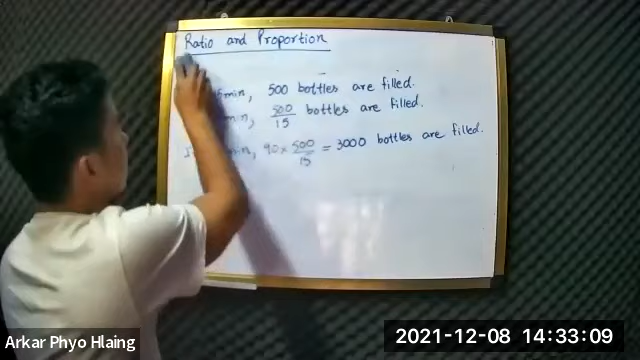 Ratio and Proportion
5 min, 500 bottles are filled.
min, 500/15 bottles are filled.
min, 90 × 500/15 = 3000 bottles are filled.
Arkar Phyo Hlaing
2021-12-08 14:33:09